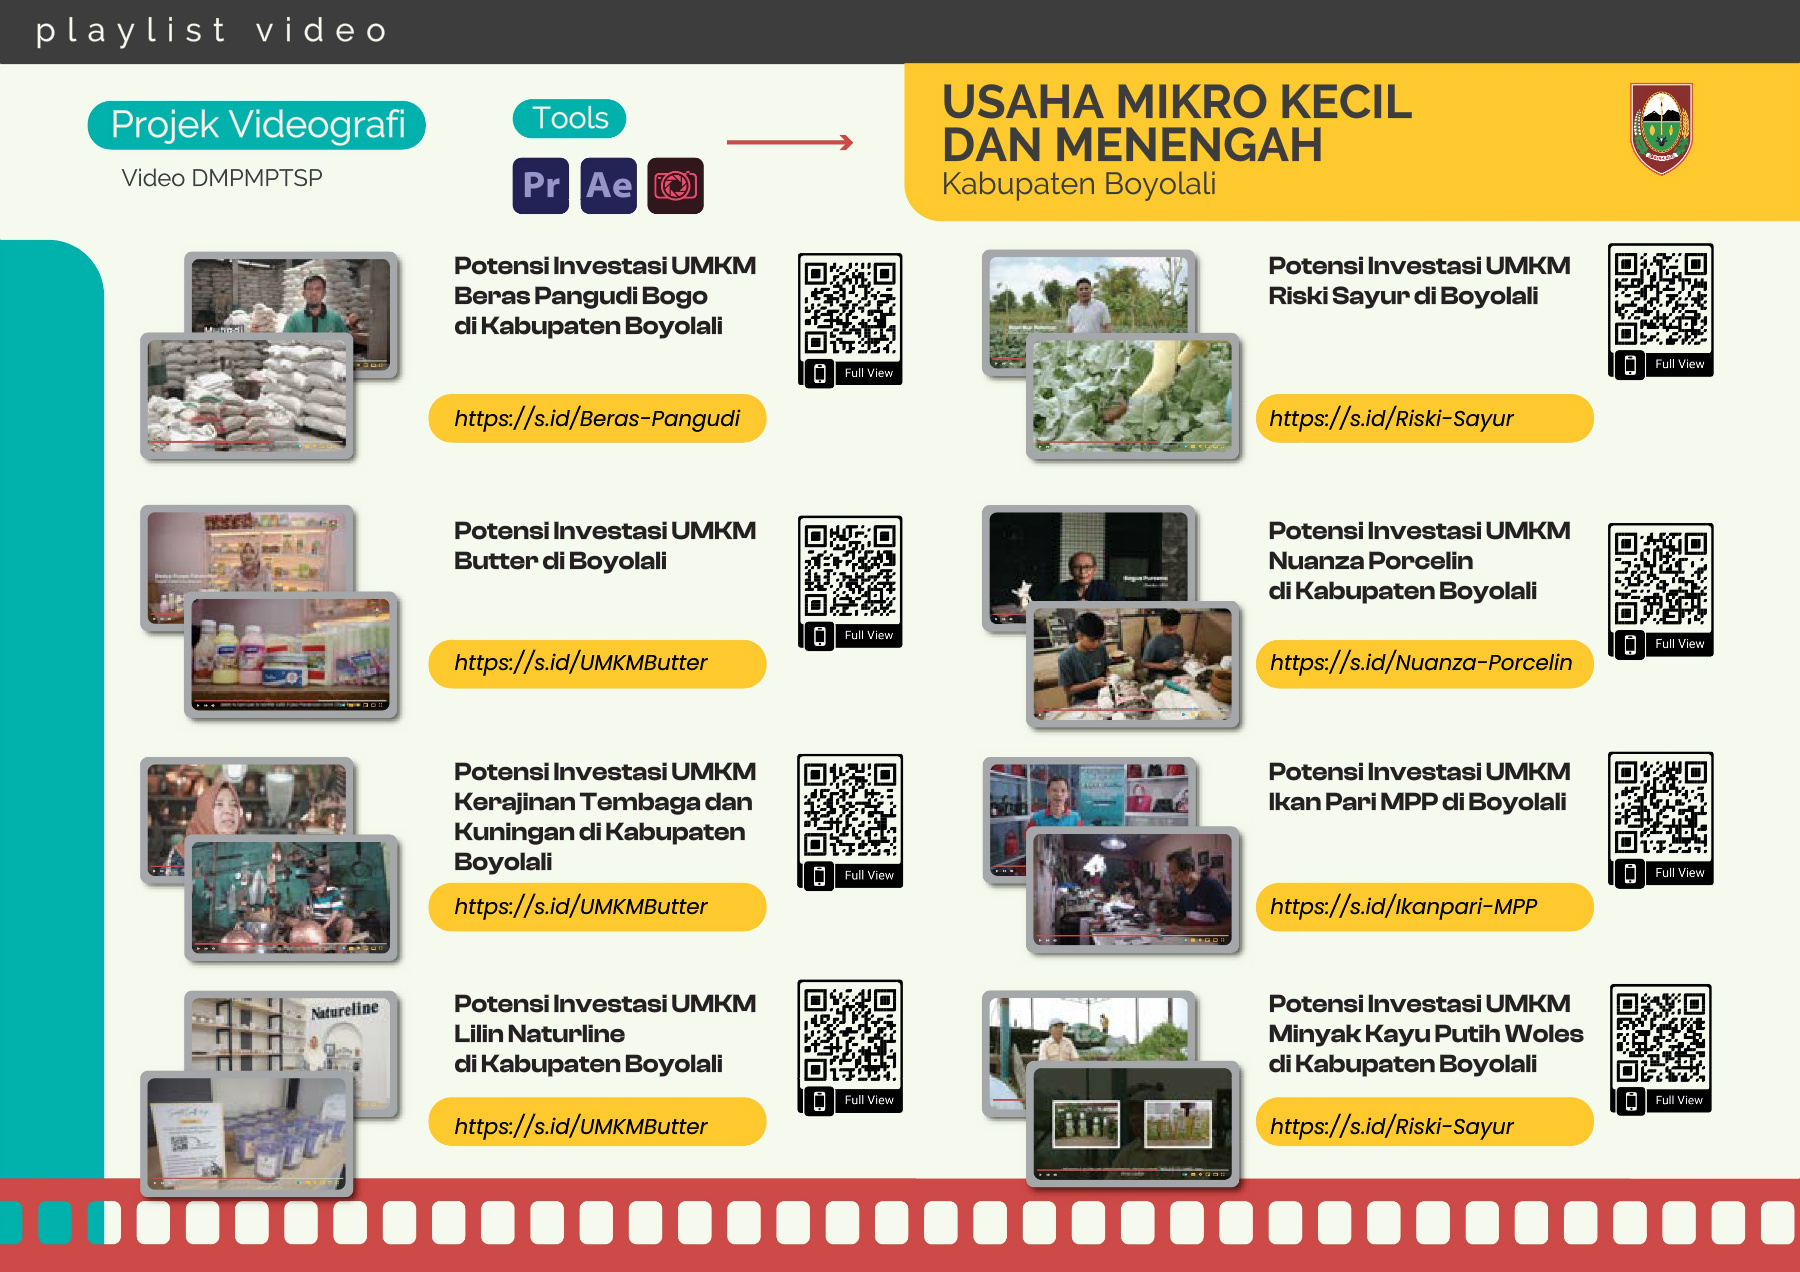 playlist video
Projek Videografi
Video DMPMPTSP
Tools
Pr Ae
USAHA MIKRO KECIL
DAN MENENGAH
Kabupaten Boyolali
Potensi Investasi UMKM
Beras Pangudi Bogo
di Kabupaten Boyolali
Full View
https://s.id/Beras-Pangudi
Potensi Investasi UMKM
Riski Sayur di Boyolali
Full View
https://s.id/Riski-Sayur
Potensi Investasi UMKM
Butter di Boyolali
Full View
https://s.id/UMKMButter
Bagus Purnomo
Potensi Investasi UMKM
Nuanza Porcelin
di Kabupaten Boyolali
Full View
https://s.id/Nuanza-Porcelin
Potensi Investasi UMKM
Kerajinan Tembaga dan
Kuningan di Kabupaten
Boyolali
Full View
https://s.id/UMKMButter
Potensi Investasi UMKM
Ikan Pari MPP di Boyolali
Full View
https://s.id/Ikanpari-MPP
Natureline
Potensi Investasi UMKM
Lilin Naturline
di Kabupaten Boyolali
Full View
https://s.id/UMKMButter
Potensi Investasi UMKM
Minyak Kayu Putih Woles
di Kabupaten Boyolali
Full View
https://s.id/Riski-Sayur